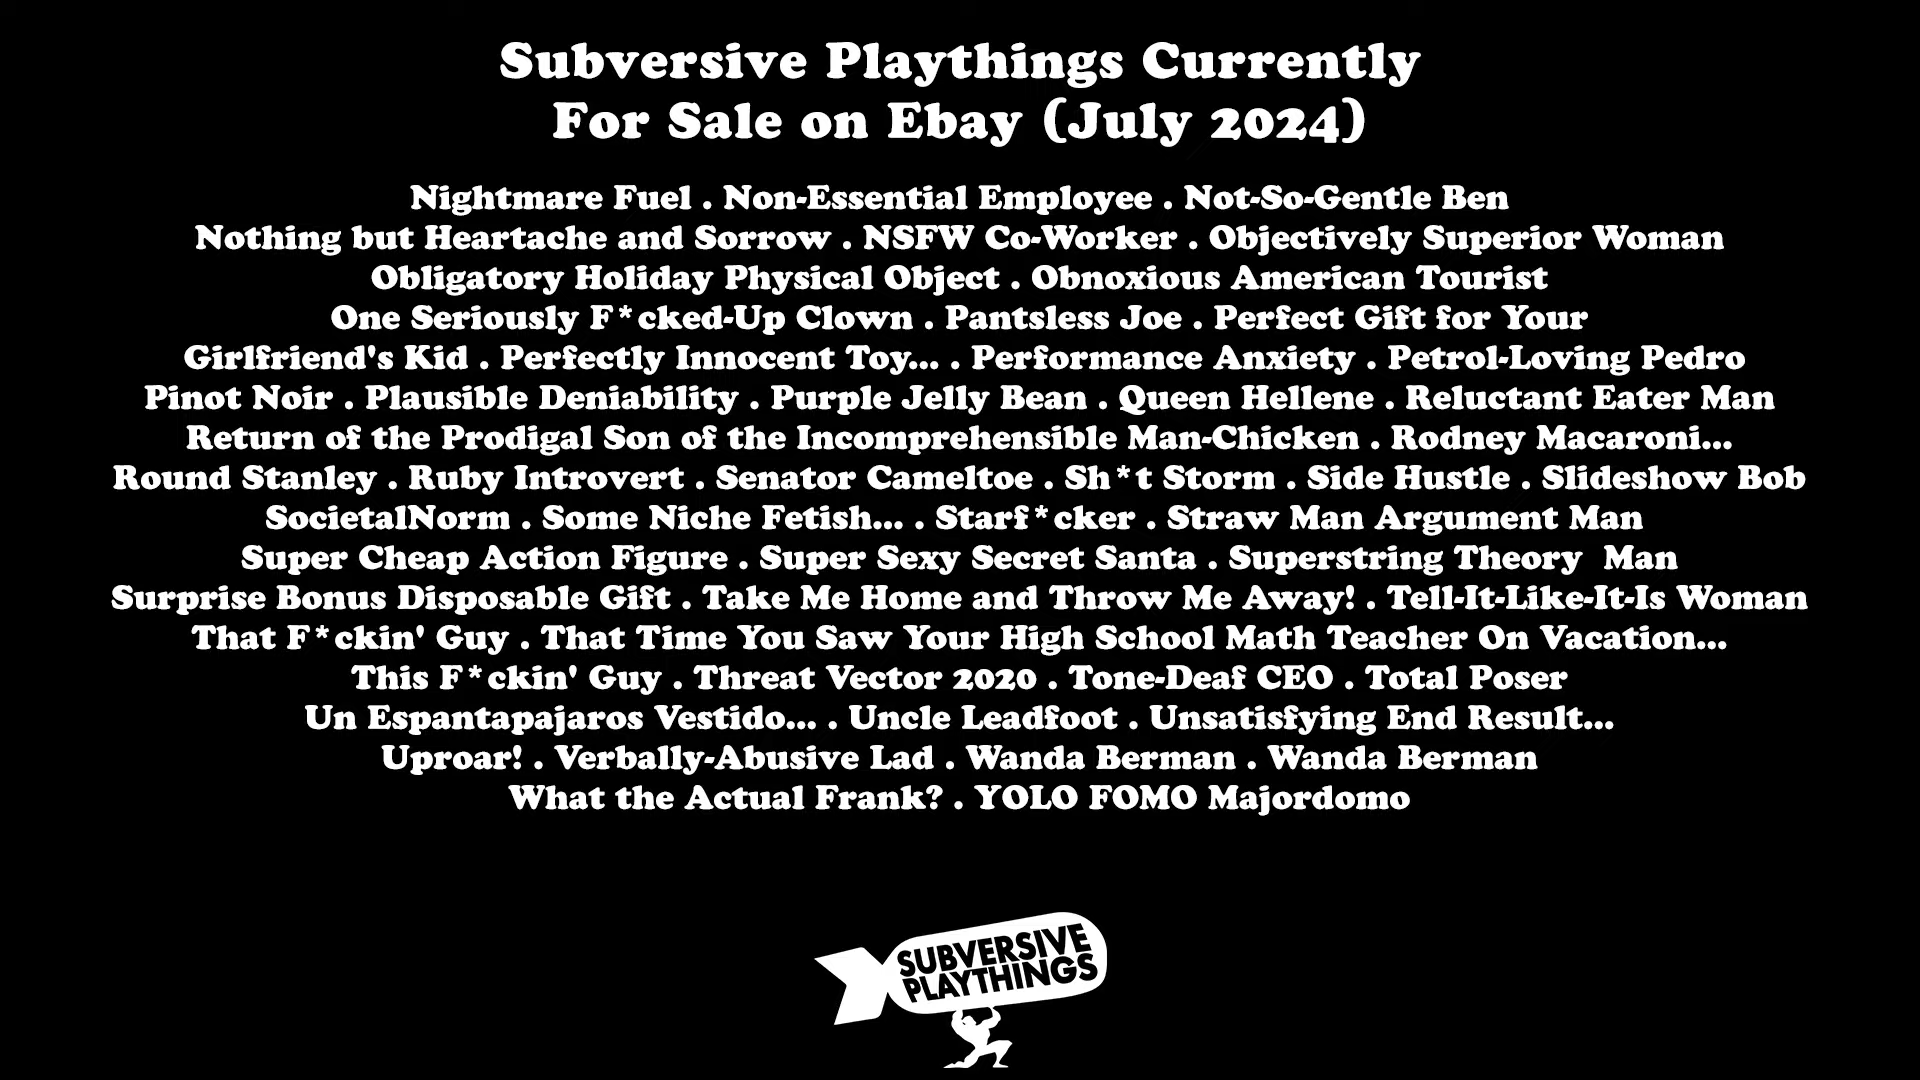 Subversive Playthings Currently
For Sale on Ebay (July 2024)
Nightmare Fuel . Non-Essential Employee . Not-So-Gentle Ben
Nothing but Heartache and Sorrow . NSFW Co-Worker . Objectively Superior Woman
Obligatory Holiday Physical Object . Obnoxious American Tourist
One Seriously F*cked-Up Clown . Pantsless Joe . Perfect Gift for Your
Girlfriend's Kid . Perfectly Innocent Toy... . Performance Anxiety . Petrol-Loving Pedro
Pinot Noir . Plausible Deniability . Purple Jelly Bean . Queen Hellene . Reluctant Eater Man
Return of the Prodigal Son of the Incomprehensible Man-Chicken . Rodney Macaroni...
Round Stanley . Ruby Introvert . Senator Cameltoe . Sh*t Storm . Side Hustle . Slideshow Bob
SocietalNorm . Some Niche Fetish... . Starf*cker . Straw Man Argument Man
Super Cheap Action Figure . Super Sexy Secret Santa . Superstring Theory  Man
Surprise Bonus Disposable Gift . Take Me Home and Throw Me Away! . Tell-It-Like-It-Is Woman
That F*ckin' Guy . That Time You Saw Your High School Math Teacher On Vacation...
This F*ckin' Guy . Threat Vector 2020 . Tone-Deaf CEO . Total Poser
Un Espantapajaros Vestido... . Uncle Leadfoot . Unsatisfying End Result...
Uproar! . Verbally-Abusive Lad . Wanda Berman . Wanda Berman
What the Actual Frank? . YOLO FOMO Majordomo
SUBVERSIVE
PLAYTHINGS